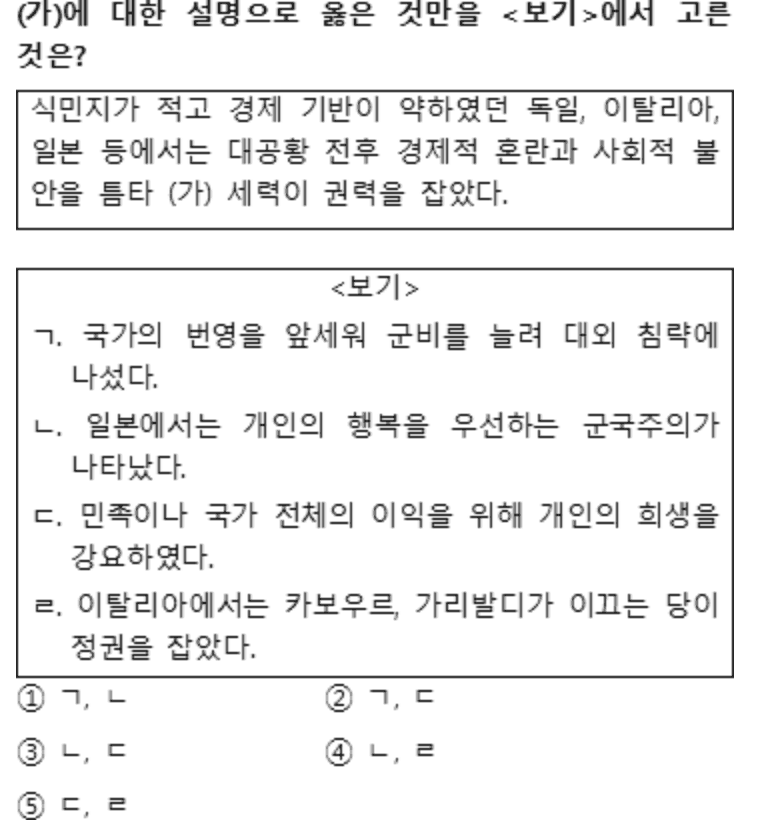 (가)에 대한 설명으로 옳은 것만을 <보기>에서 고른
것은?
식민지가 적고 경제 기반이 약하였던 독일, 이탈리아,
일본 등에서는 대공황 전후 경제적 혼란과 사회적 불
안을 틈타 (가) 세력이 권력을 잡았다.
<보기>
ㄱ. 국가의 번영을 앞세워 군비를 늘려 대외 침략에
나섰다.
ㄴ. 일본에서는 개인의 행복을 우선하는 군국주의가
나타났다.
ㄷ. 민족이나 국가 전체의 이익을 위해 개인의 희생을
강요하였다.
ㄹ. 이탈리아에서는 카보우르, 가리발디가 이끄는 당이
정권을 잡았다.
① ㄱ, ㄴ ② ㄱ, ㄷ
③ ㄴ, ㄷ ④ ㄴ, ㄹ
⑤ ㄷ, ㄹ